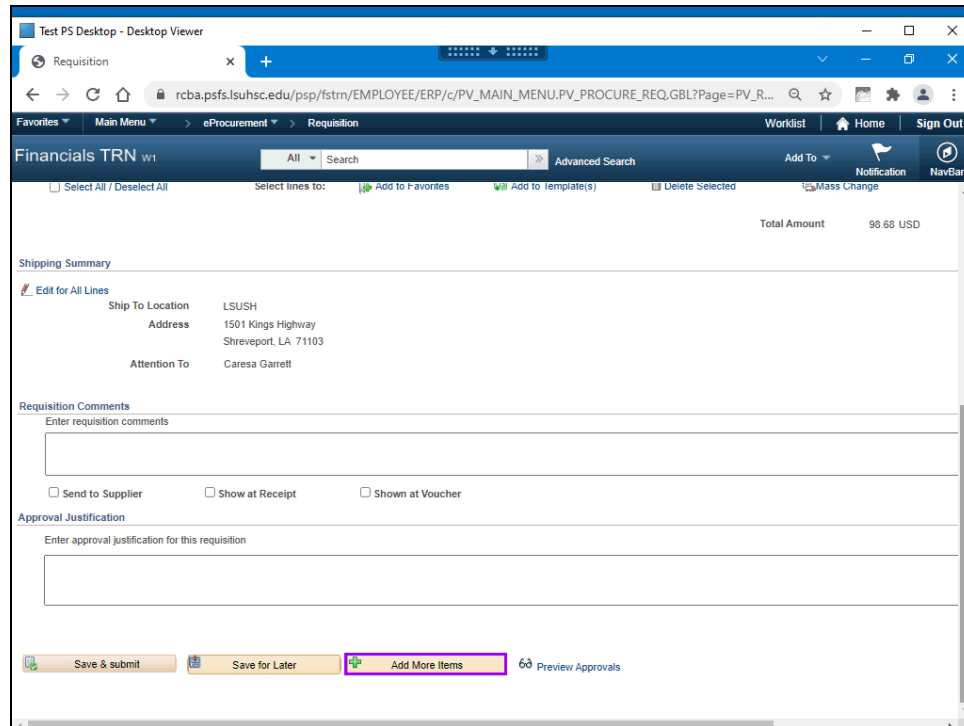 Test PS Desktop - Desktop Viewer
Requisition
rcba.psfs.lsuhsc.edu/psp/fstrn/EMPLOYEE/ERP/c/PV_MAIN_MENU.PV_PROCURE_REQ.GBL?Page=PV_R...
Favorites Main Menu > eProcurement > Requisition Worklist Home Sign Out
Financials TRN W1 All Search Advanced Search Add To Notification NavBar
Select All / Deselect All Select lines to: Add to Favorites Add to Template(s) Delete Selected Mass Change
Total Amount 98.68 USD
Shipping Summary
Edit for All Lines
Ship To Location LSUSH
Address 1501 Kings Highway
Shreveport, LA 71103
Attention To Caresa Garrett
Requisition Comments
Enter requisition comments
Send to Supplier Show at Receipt Shown at Voucher
Approval Justification
Enter approval justification for this requisition
Save & submit Save for Later Add More Items Preview Approvals